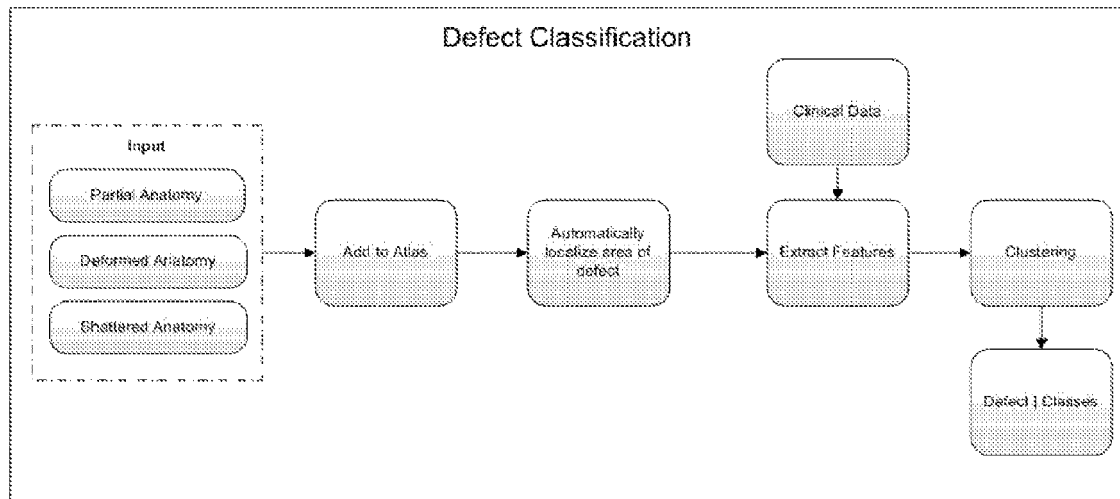 Defect Classification
Input
Partial Anatomy
Deformed Anatomy
Shattered Anatomy
Add to Atlas
Automatically
localize area of
defect
Clinical Data
Extract Features
Clustering
Defect | Classes